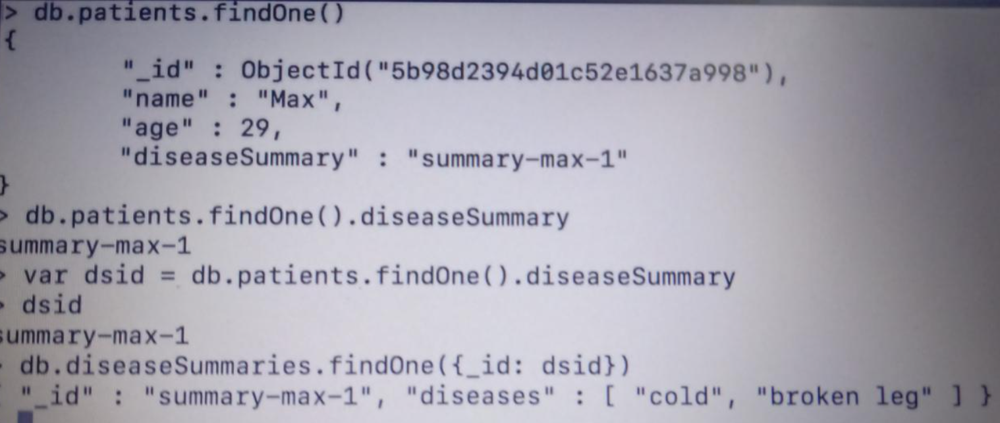 > db.patients.findOne()
{
"_id" : ObjectId("5b98d2394d01c52e1637a998"),
"name" : "Max",
"age" : 29,
"diseaseSummary" : "summary-max-1"
}
> db.patients.findOne().diseaseSummary
summary-max-1
> var dsid = db.patients.findOne().diseaseSummary
> dsid
summary-max-1
> db.diseaseSummaries.findOne({_id: dsid})
"_id" : "summary-max-1", "diseases" : [ "cold", "broken leg" ] }